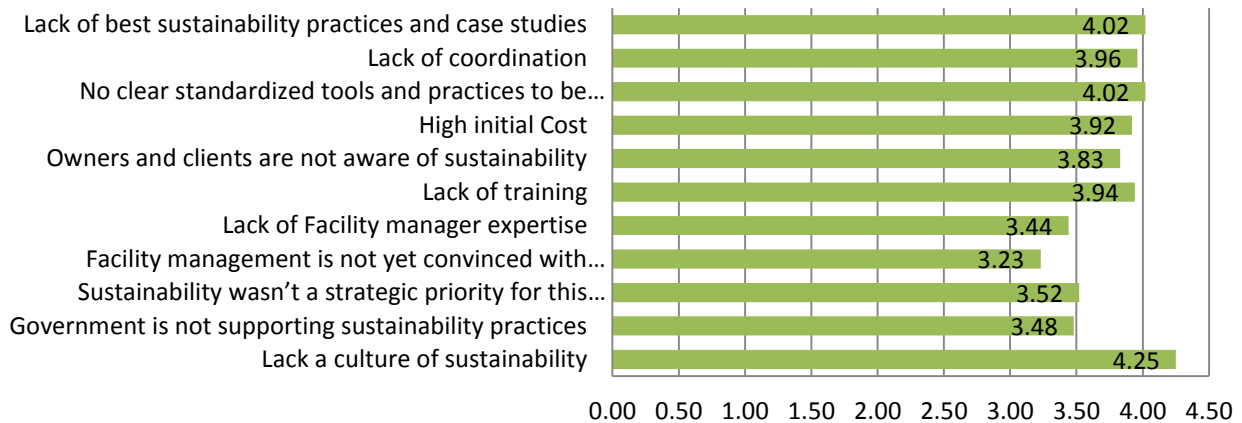 Lack of best sustainability practices and case studies 4.02
Lack of coordination 3.96
No clear standardized tools and practices to be... 4.02
High initial Cost 3.92
Owners and clients are not aware of sustainability 3.83
Lack of training 3.94
Lack of Facility manager expertise 3.44
Facility management is not yet convinced with... 3.23
Sustainability wasn’t a strategic priority for this... 3.52
Government is not supporting sustainability practices 3.48
Lack a culture of sustainability 4.25
0.00 0.50 1.00 1.50 2.00 2.50 3.00 3.50 4.00 4.50